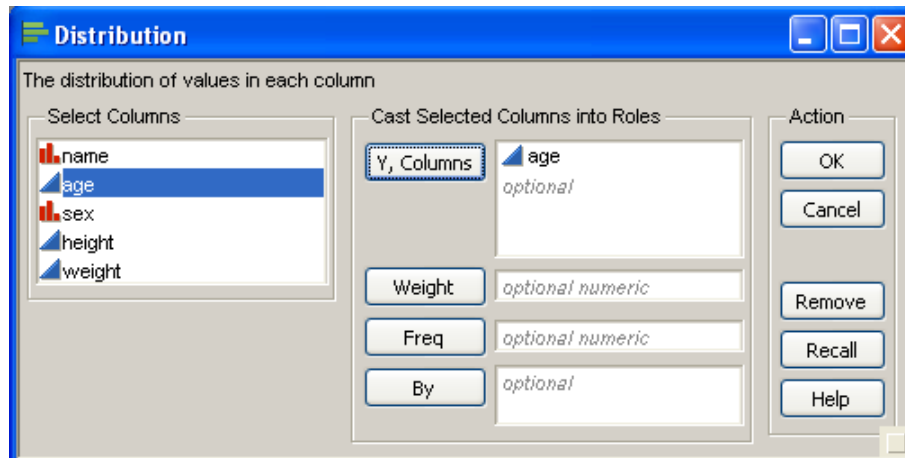 Distribution
The distribution of values in each column
Select Columns
name
age
sex
height
weight
Cast Selected Columns into Roles
Y, Columns
age
optional
Weight
optional numeric
Freq
optional numeric
By
optional
Action
OK
Cancel
Remove
Recall
Help